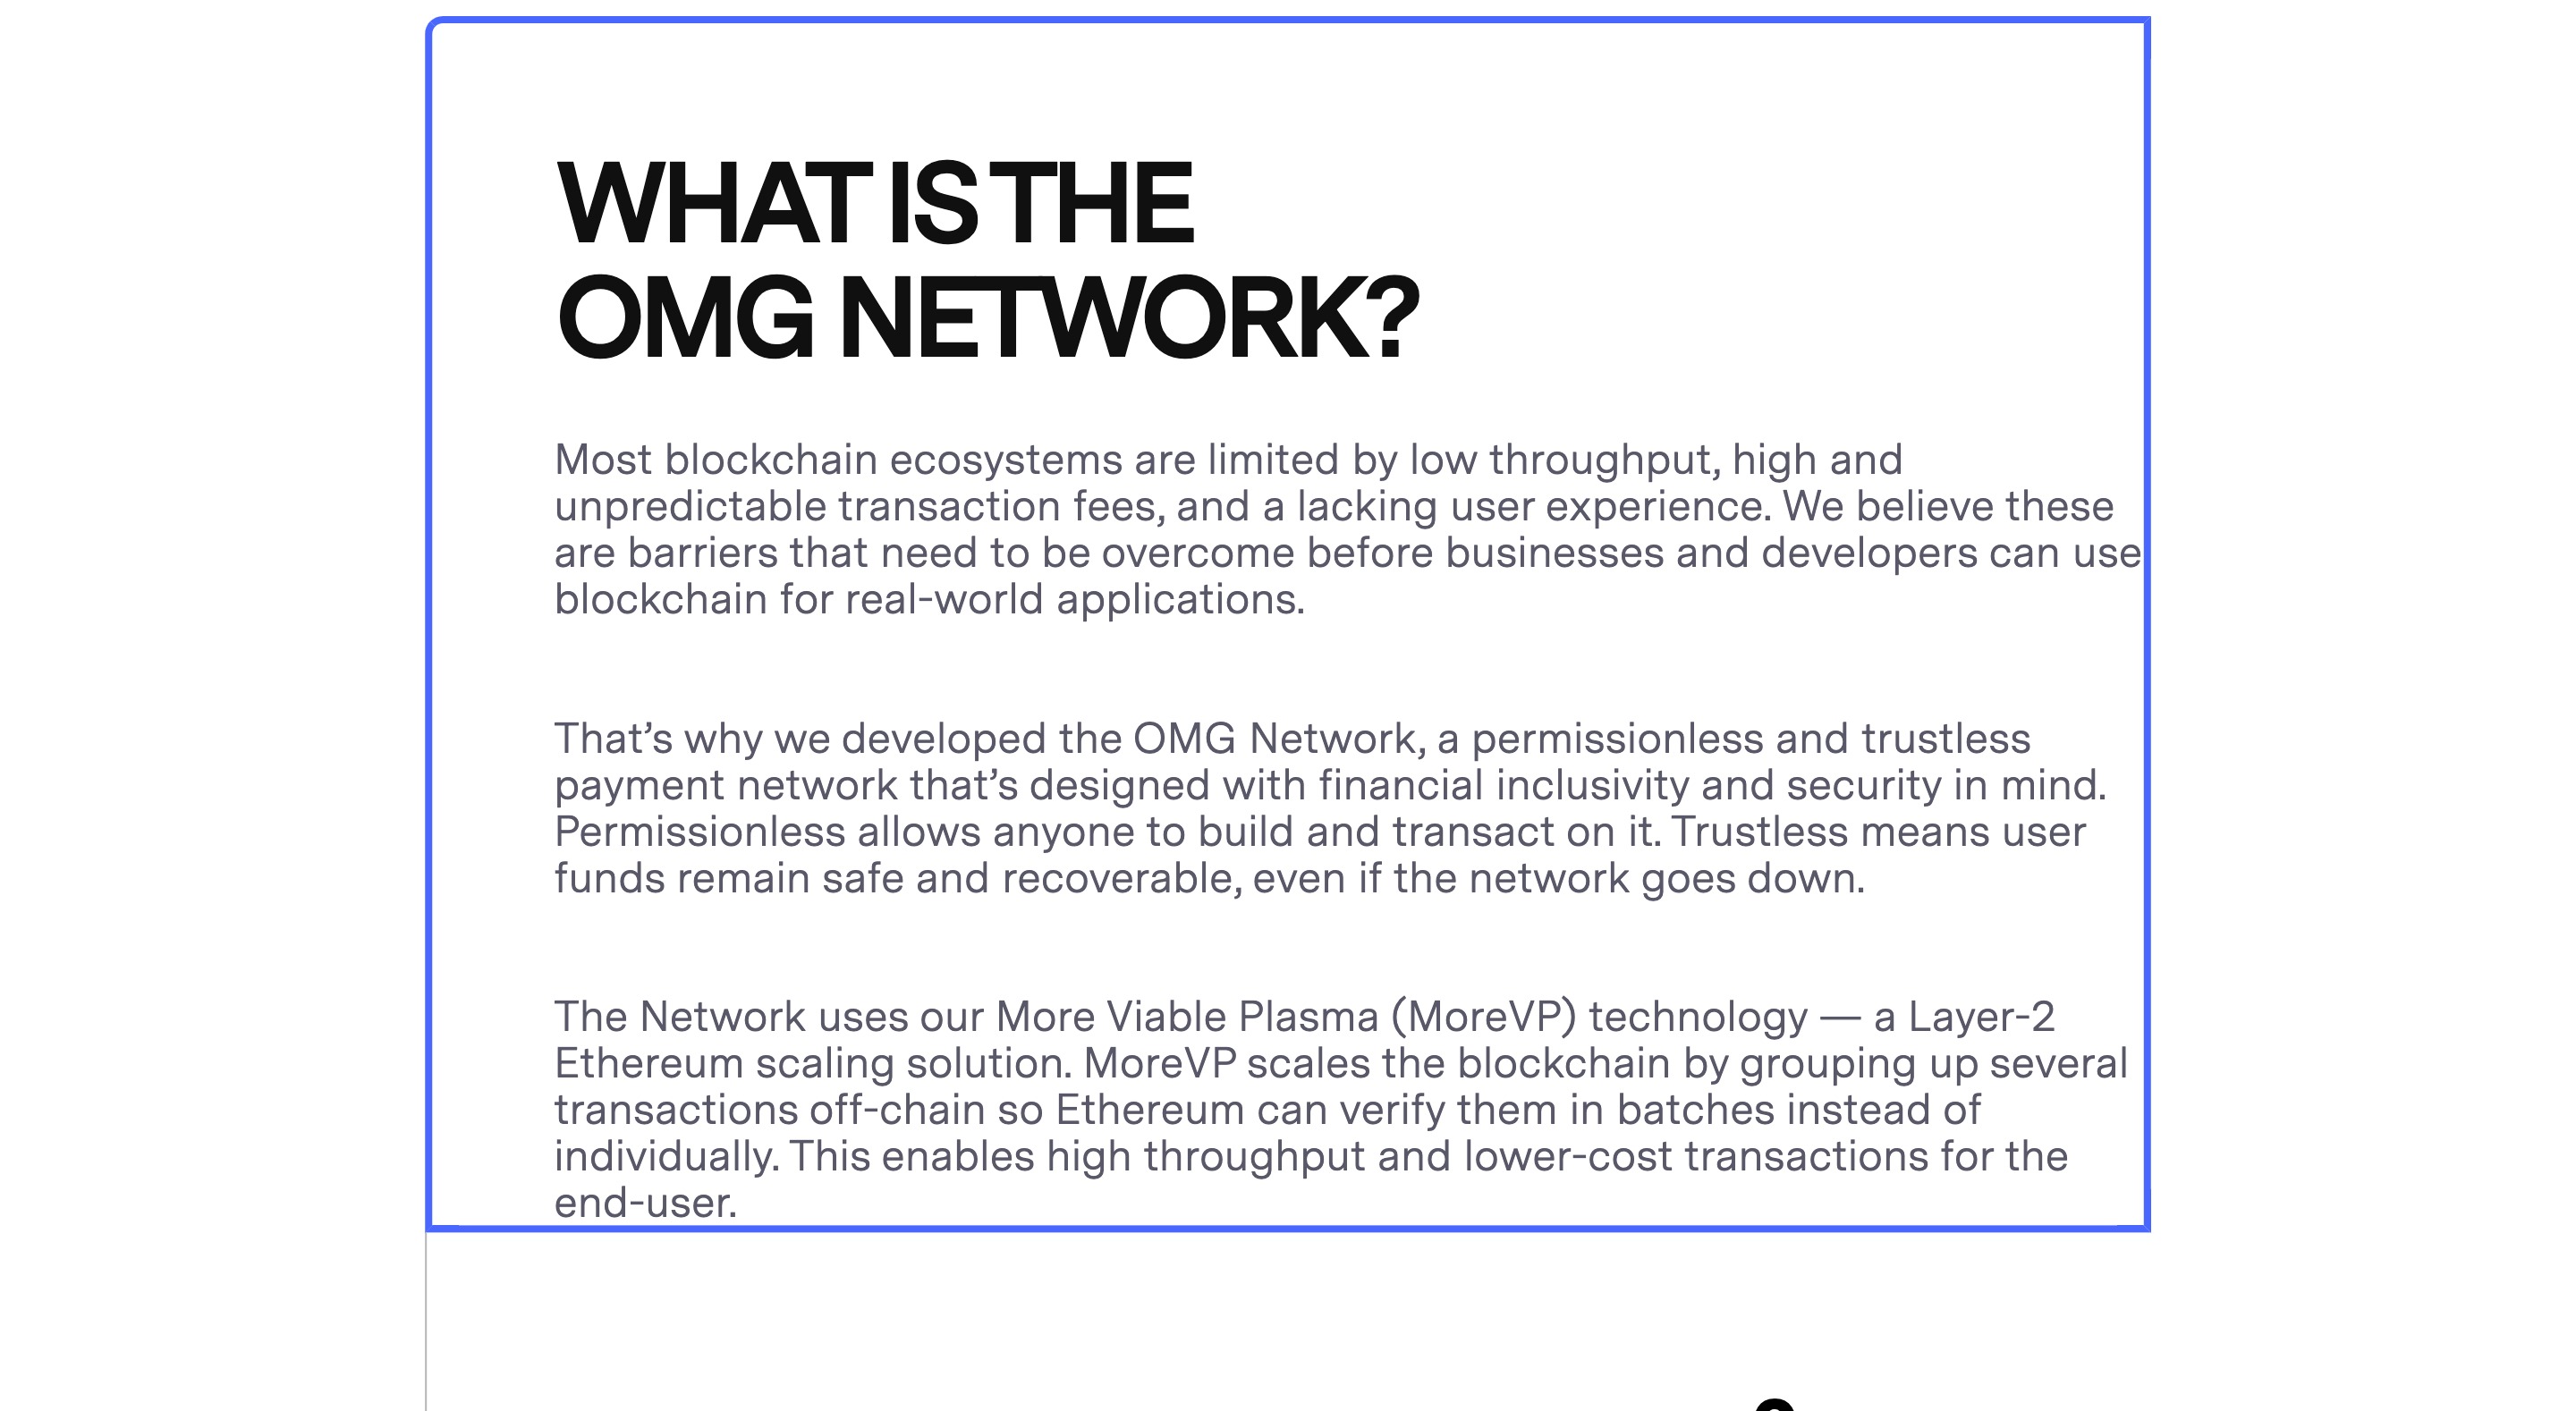 WHAT IS THE
OMG NETWORK?
Most blockchain ecosystems are limited by low throughput, high and
unpredictable transaction fees, and a lacking user experience. We believe these
are barriers that need to be overcome before businesses and developers can use
blockchain for real-world applications.
That’s why we developed the OMG Network, a permissionless and trustless
payment network that’s designed with financial inclusivity and security in mind.
Permissionless allows anyone to build and transact on it. Trustless means user
funds remain safe and recoverable, even if the network goes down.
The Network uses our More Viable Plasma (MoreVP) technology — a Layer-2
Ethereum scaling solution. MoreVP scales the blockchain by grouping up several
transactions off-chain so Ethereum can verify them in batches instead of
individually. This enables high throughput and lower-cost transactions for the
end-user.